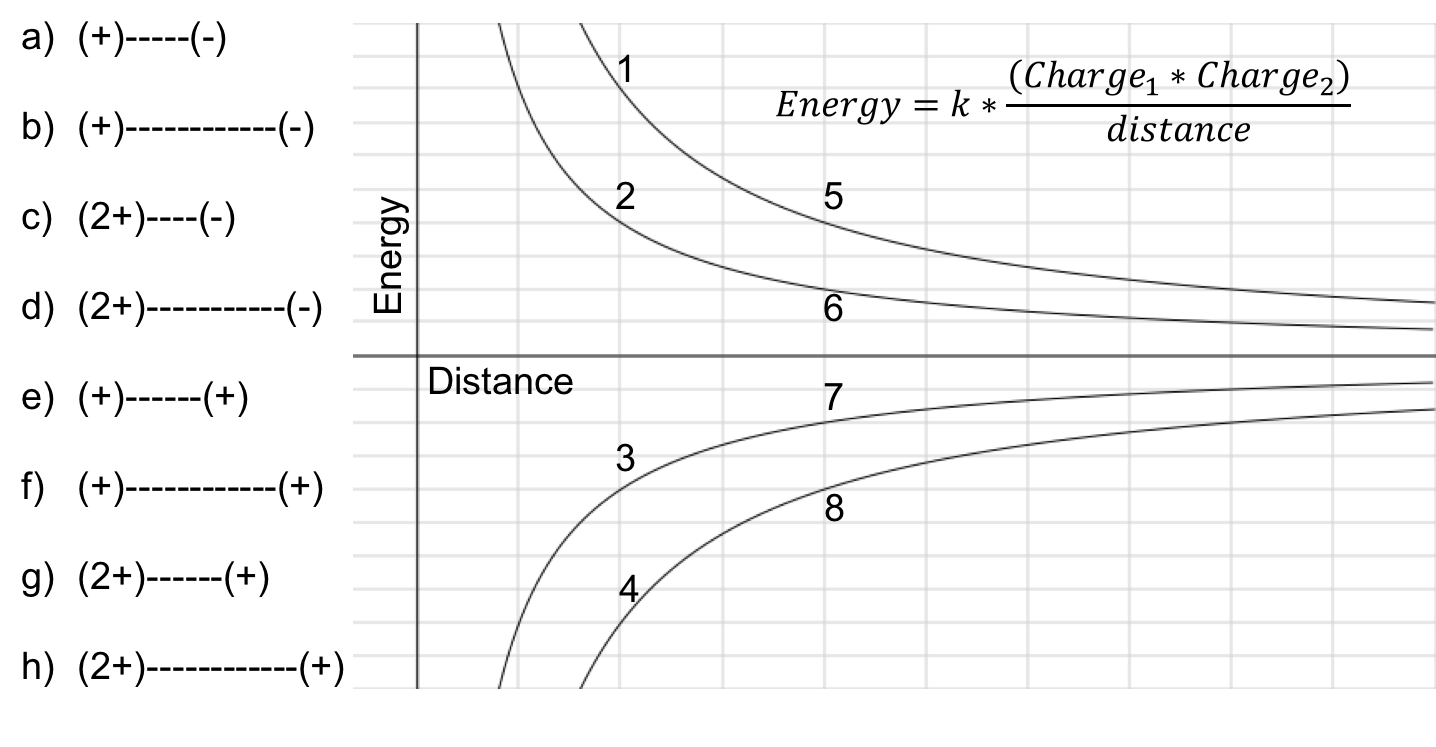 a) (+)-----(-)
b) (+)------------(-)
c) (2+)----(-)
d) (2+)-----------(-)
e) (+)------(+)
f) (+)------------(+)
g) (2+)------(+)
h) (2+)------------(+)
Energy
Distance
1
2
3
4
5
6
7
8
Energy = k * (Charge₁ * Charge₂) / distance